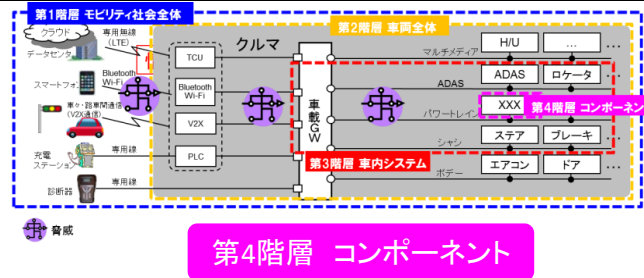 第1階層 モビリティ社会全体
第2階層 車両全体
クラウド
データセンタ
専用無線
(LTE)
TCU
クルマ
マルチメディア
H/U
…
…
スマートフォ
Bluetooth
Wi-Fi
Bluetooth
Wi-Fi
ADAS
ADAS
ロケータ
…
車々・路車間通信
(V2X通信)
V2X
車載GW
パワートレイン
XXX
第4階層 コンポーネン
シャシ
ステア
ブレーキ
…
充電
ステーション
専用線
PLC
第3階層 車内システム
ボデー
エアコン
ドア
…
診断器
専用線
脅威
第4階層 コンポーネント